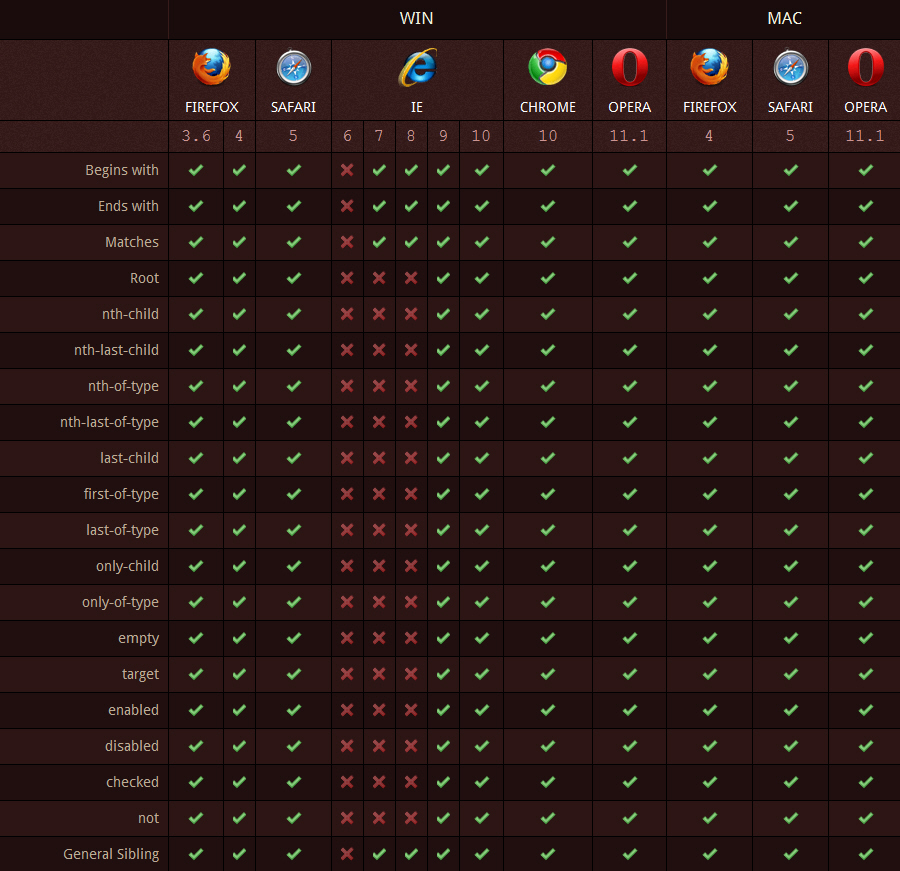 WIN MAC
FIREFOX SAFARI IE CHROME OPERA FIREFOX SAFARI OPERA
3.6 4 5 6 7 8 9 10 10 11.1 4 5 11.1
Begins with
Ends with
Matches
Root
nth-child
nth-last-child
nth-of-type
nth-last-of-type
last-child
first-of-type
last-of-type
only-child
only-of-type
empty
target
enabled
disabled
checked
not
General Sibling